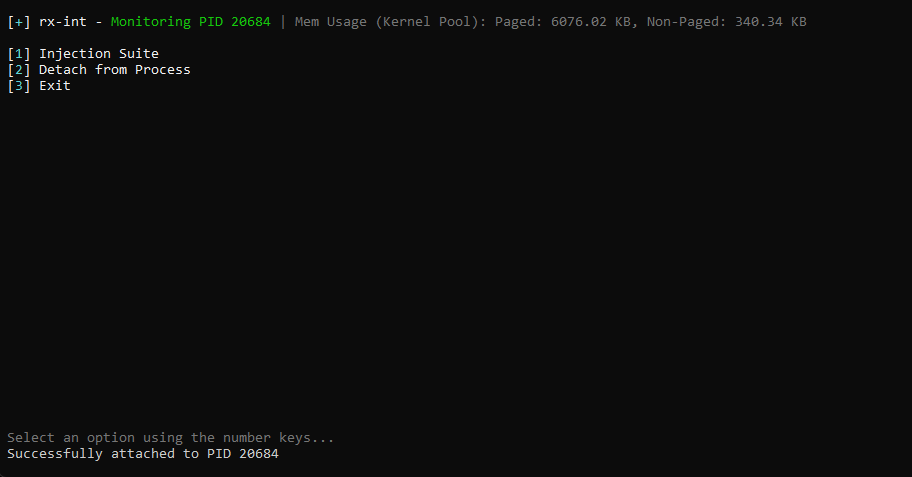 [+] rx-int - Monitoring PID 20684 | Mem Usage (Kernel Pool): Paged: 6076.02 KB, Non-Paged: 340.34 KB
[1] Injection Suite
[2] Detach from Process
[3] Exit
Select an option using the number keys...
Successfully attached to PID 20684